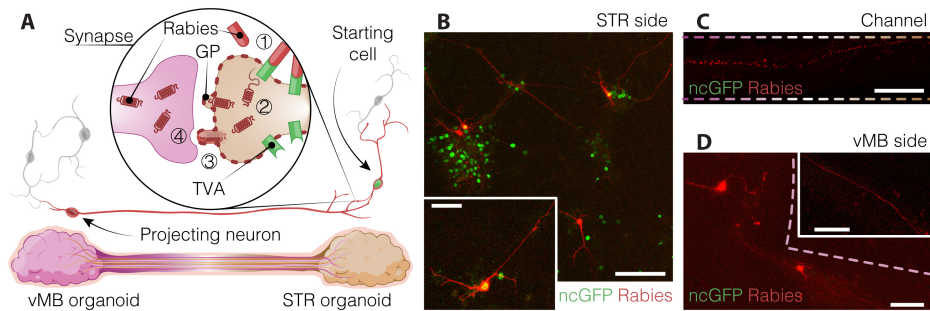 A
Synapse
Rabies
GP
①
②
③
④
TVA
Starting
cell
Projecting neuron
vMB organoid
STR organoid
B
STR side
ncGFP Rabies
C
Channel
ncGFP Rabies
D
vMB side
ncGFP Rabies